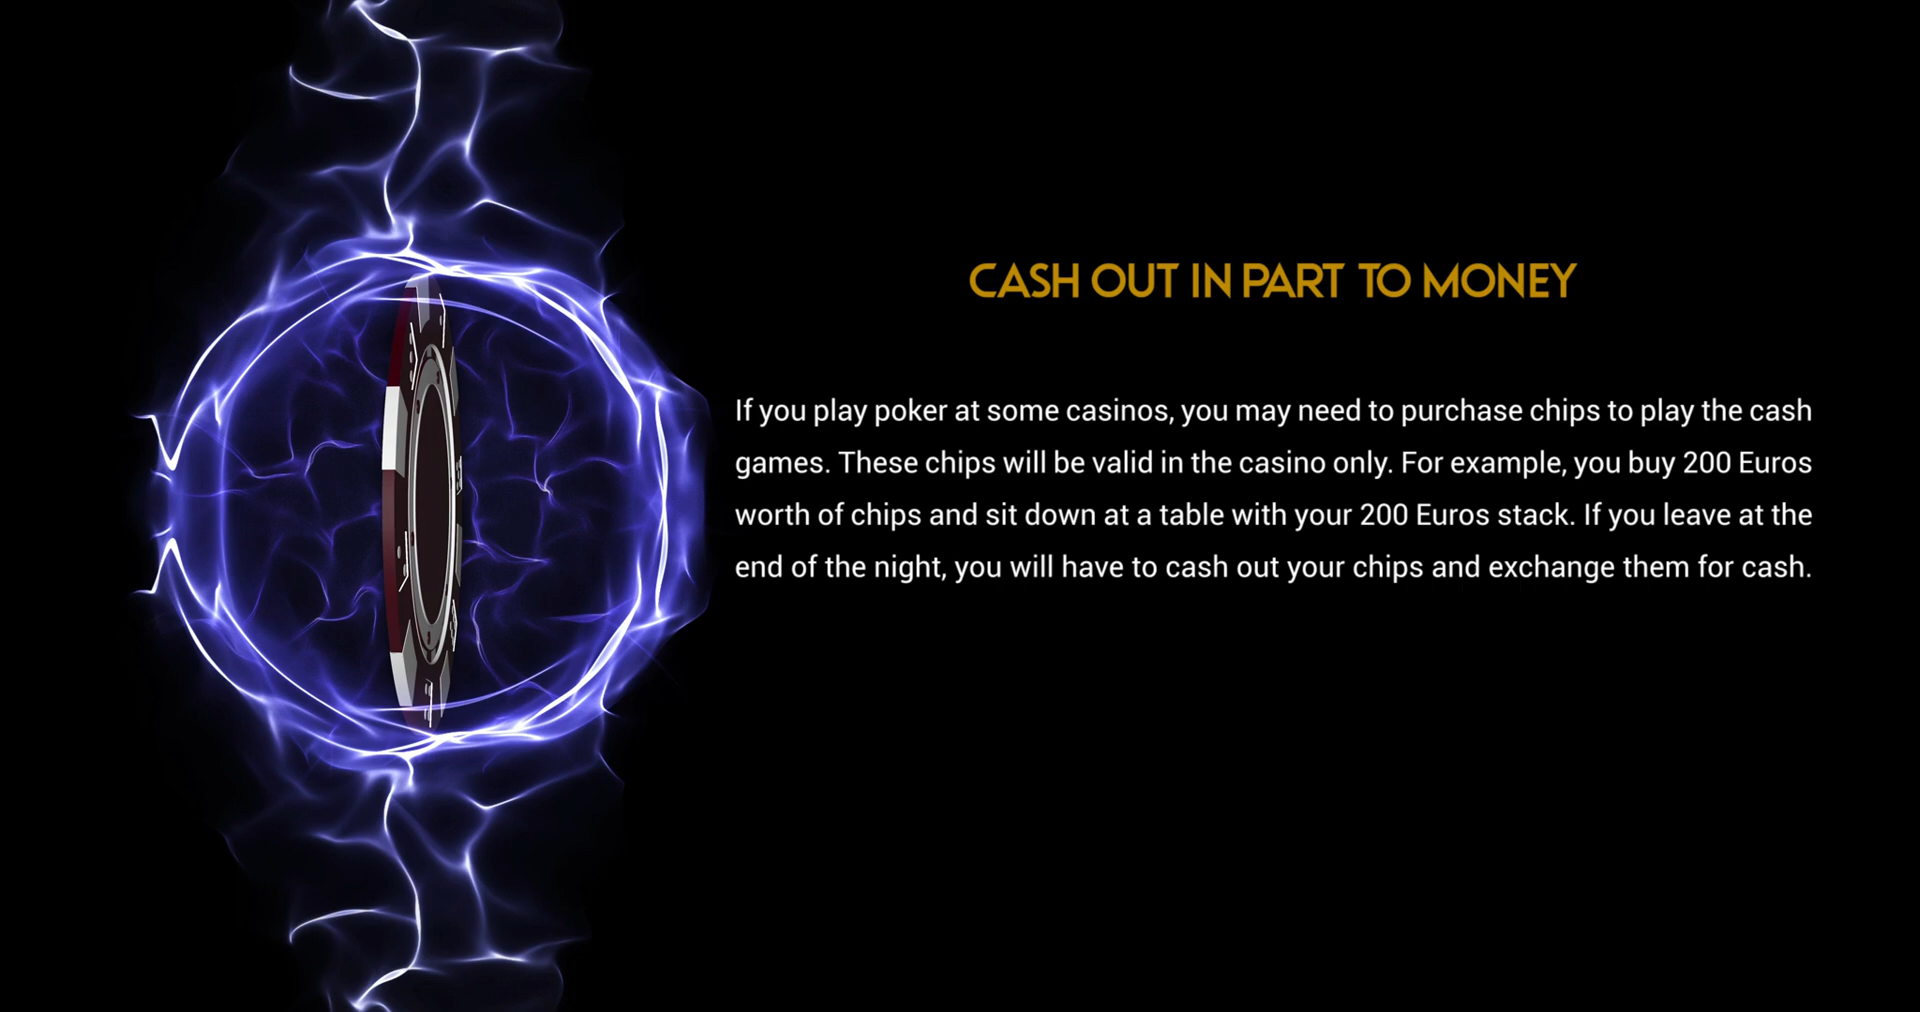 CASH OUT IN PART TO MONEY
If you play poker at some casinos, you may need to purchase chips to play the cash
games. These chips will be valid in the casino only. For example, you buy 200 Euros
worth of chips and sit down at a table with your 200 Euros stack. If you leave at the
end of the night, you will have to cash out your chips and exchange them for cash.